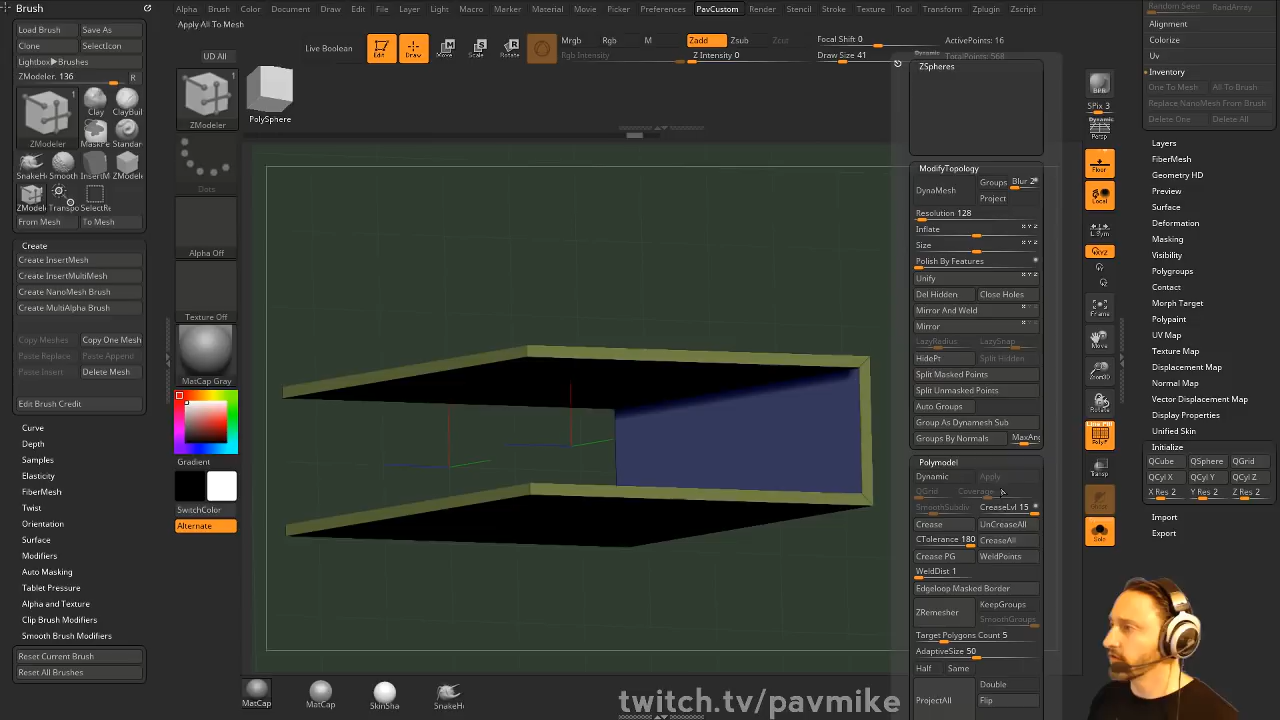 Brush
Load Brush Save As
Clone SelectIcon
Lightbox▶Brushes
ZModeler. 136 R
1
Clay ClayBuil
ZModeler MaskPe Standar
SnakeH Smooth InsertM ZModele
ZModel Transpo SelectRe
From Mesh To Mesh
Create
Create InsertMesh
Create InsertMultiMesh
Create NanoMesh Brush
Create MultiAlpha Brush
Copy Meshes Copy One Mesh
Paste Replace Paste Append
Paste Insert Delete Mesh
Edit Brush Credit
Curve
Depth
Samples
Elasticity
FiberMesh
Twist
Orientation
Surface
Modifiers
Auto Masking
Tablet Pressure
Alpha and Texture
Clip Brush Modifiers
Smooth Brush Modifiers
Reset Current Brush
Reset All Brushes
Alpha Brush Color Document Draw Edit File Layer Light Macro Marker Material Movie Picker Preferences PavCustom Render Stencil Stroke Texture Tool Transform Zplugin Zscript
Apply All To Mesh
UD All
Live Boolean
Edit Draw Move Scale Rotate
Mrgb Rgb M Zadd Zsub
Rgb Intensity Z Intensity 0
Focal Shift 0
Draw Size 41 Dynamic
ActivePoints: 16
TotalPoints: 568
1
ZModeler
PolySphere
Dots
Alpha Off
Texture Off
MatCap Gray
Gradient
SwitchColor
Alternate
MatCap MatCap SkinSha SnakeH
ZSpheres
ModifyTopology
DynaMesh Groups Blur 2
Project
Resolution 128
Inflate X Y Z
Size X Y Z
Polish By Features
Unify X Y Z
Del Hidden Close Holes
Mirror And Weld
Mirror
LazyRadius LazySnap
HidePt Split Hidden
Split Masked Points
Split Unmasked Points
Auto Groups
Group As Dynamesh Sub
Groups By Normals MaxAng
Polymodel
Dynamic Apply
QGrid Coverage
SmoothSubdiv CreaseLvl 15
Crease UnCreaseAll
CTolerance 180 CreaseAll
Crease PG WeldPoints
WeldDist 1
Edgeloop Masked Border
ZRemesher KeepGroups
SmoothGroups
Target Polygons Count 5
AdaptiveSize 50
Half Same
Double
ProjectAll Flip
BPR
SPix 3
Dynamic
Persp
Floor
Local
L.Sym
XYZ
Frame
Move
Zoom3D
Rotate
Line Fill
PolyF
Transp
Solo
Random Seed RandArray
Alignment
Colorize
Uv
Inventory
One To Mesh All To Brush
Replace NanoMesh From Brush
Delete One Delete All
Layers
FiberMesh
Geometry HD
Preview
Surface
Deformation
Masking
Visibility
Polygroups
Contact
Morph Target
Polypaint
UV Map
Texture Map
Displacement Map
Normal Map
Vector Displacement Map
Display Properties
Unified Skin
Initialize
QCube QSphere QGrid
QCyl X QCyl Y QCyl Z
X Res 2 Y Res 2 Z Res 2
Import
Export
twitch.tv/pavmike